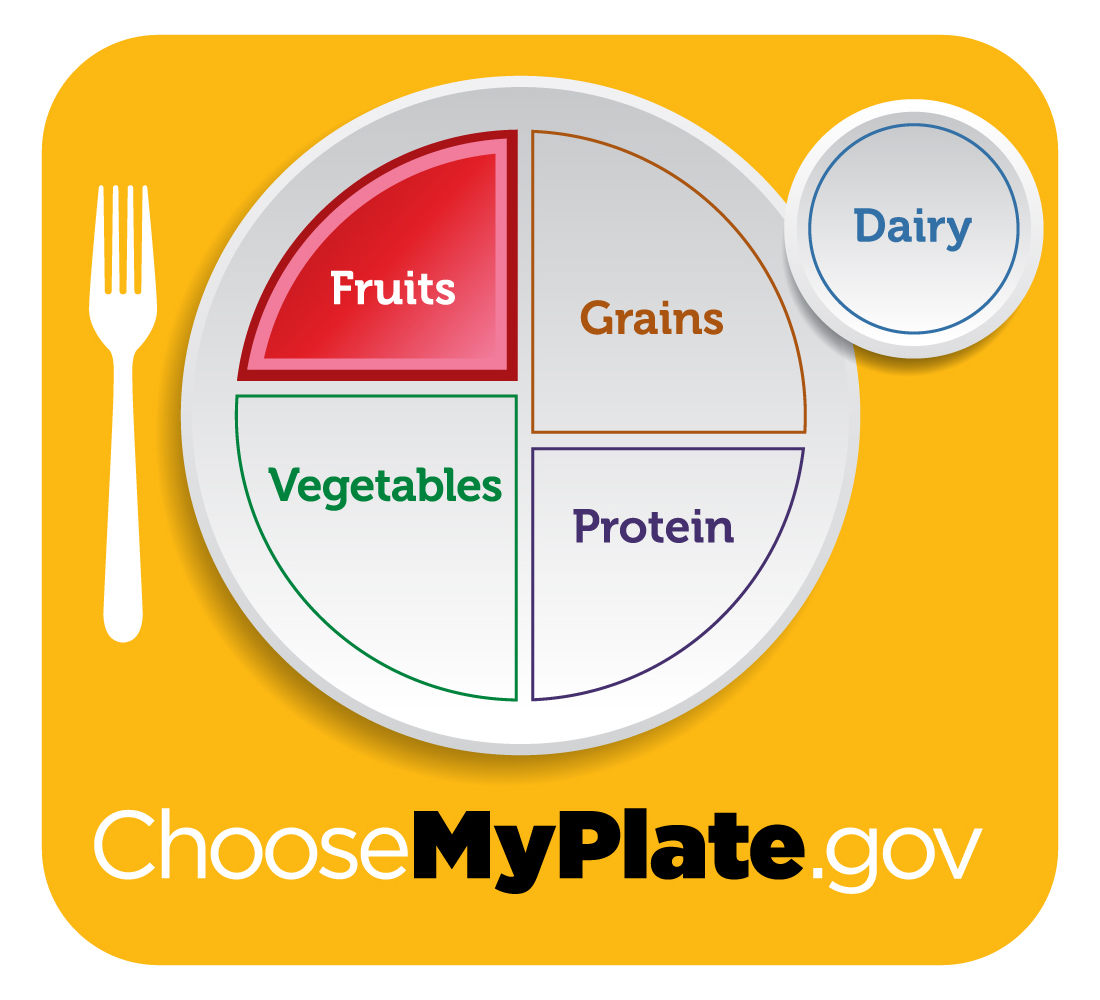 Dairy
Fruits
Grains
Vegetables
Protein
ChooseMyPlate.gov